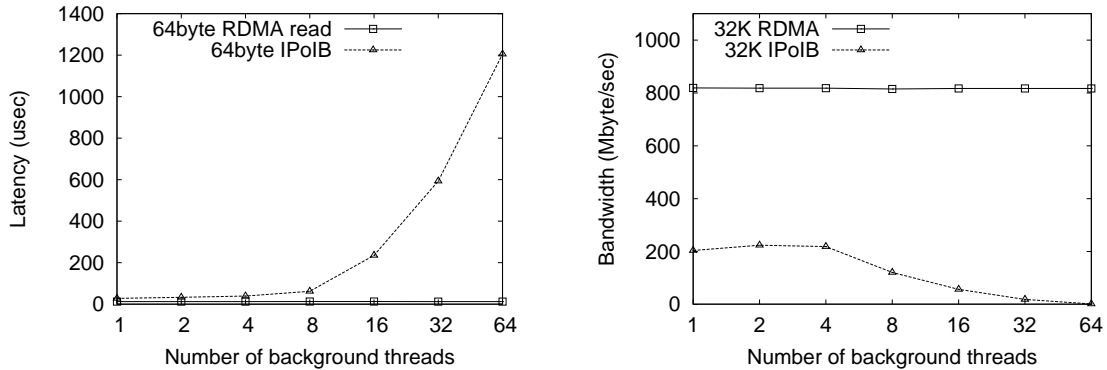 64byte RDMA read
64byte IPoIB
1400
1200
1000
800
600
400
200
0
Latency (usec)
1 2 4 8 16 32 64
Number of background threads
32K RDMA
32K IPoIB
1000
800
600
400
200
0
Bandwidth (Mbyte/sec)
1 2 4 8 16 32 64
Number of background threads